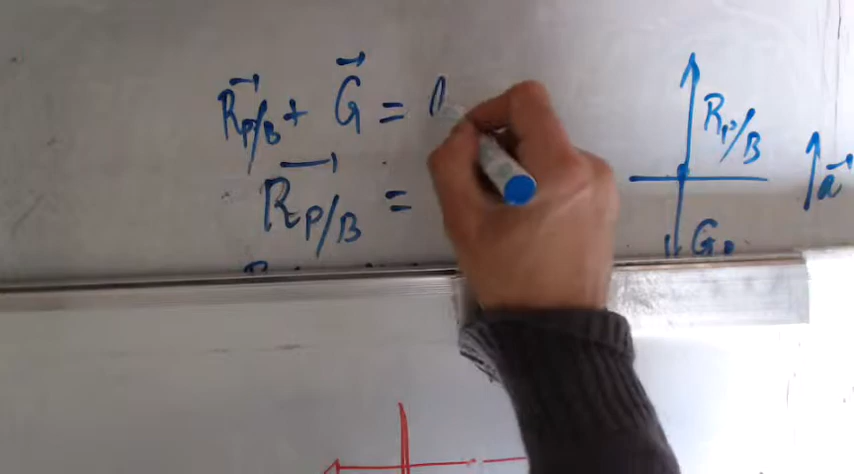 R⃗P/B + G⃗ = 0
R⃗P/B =
RP/B
a⃗
G